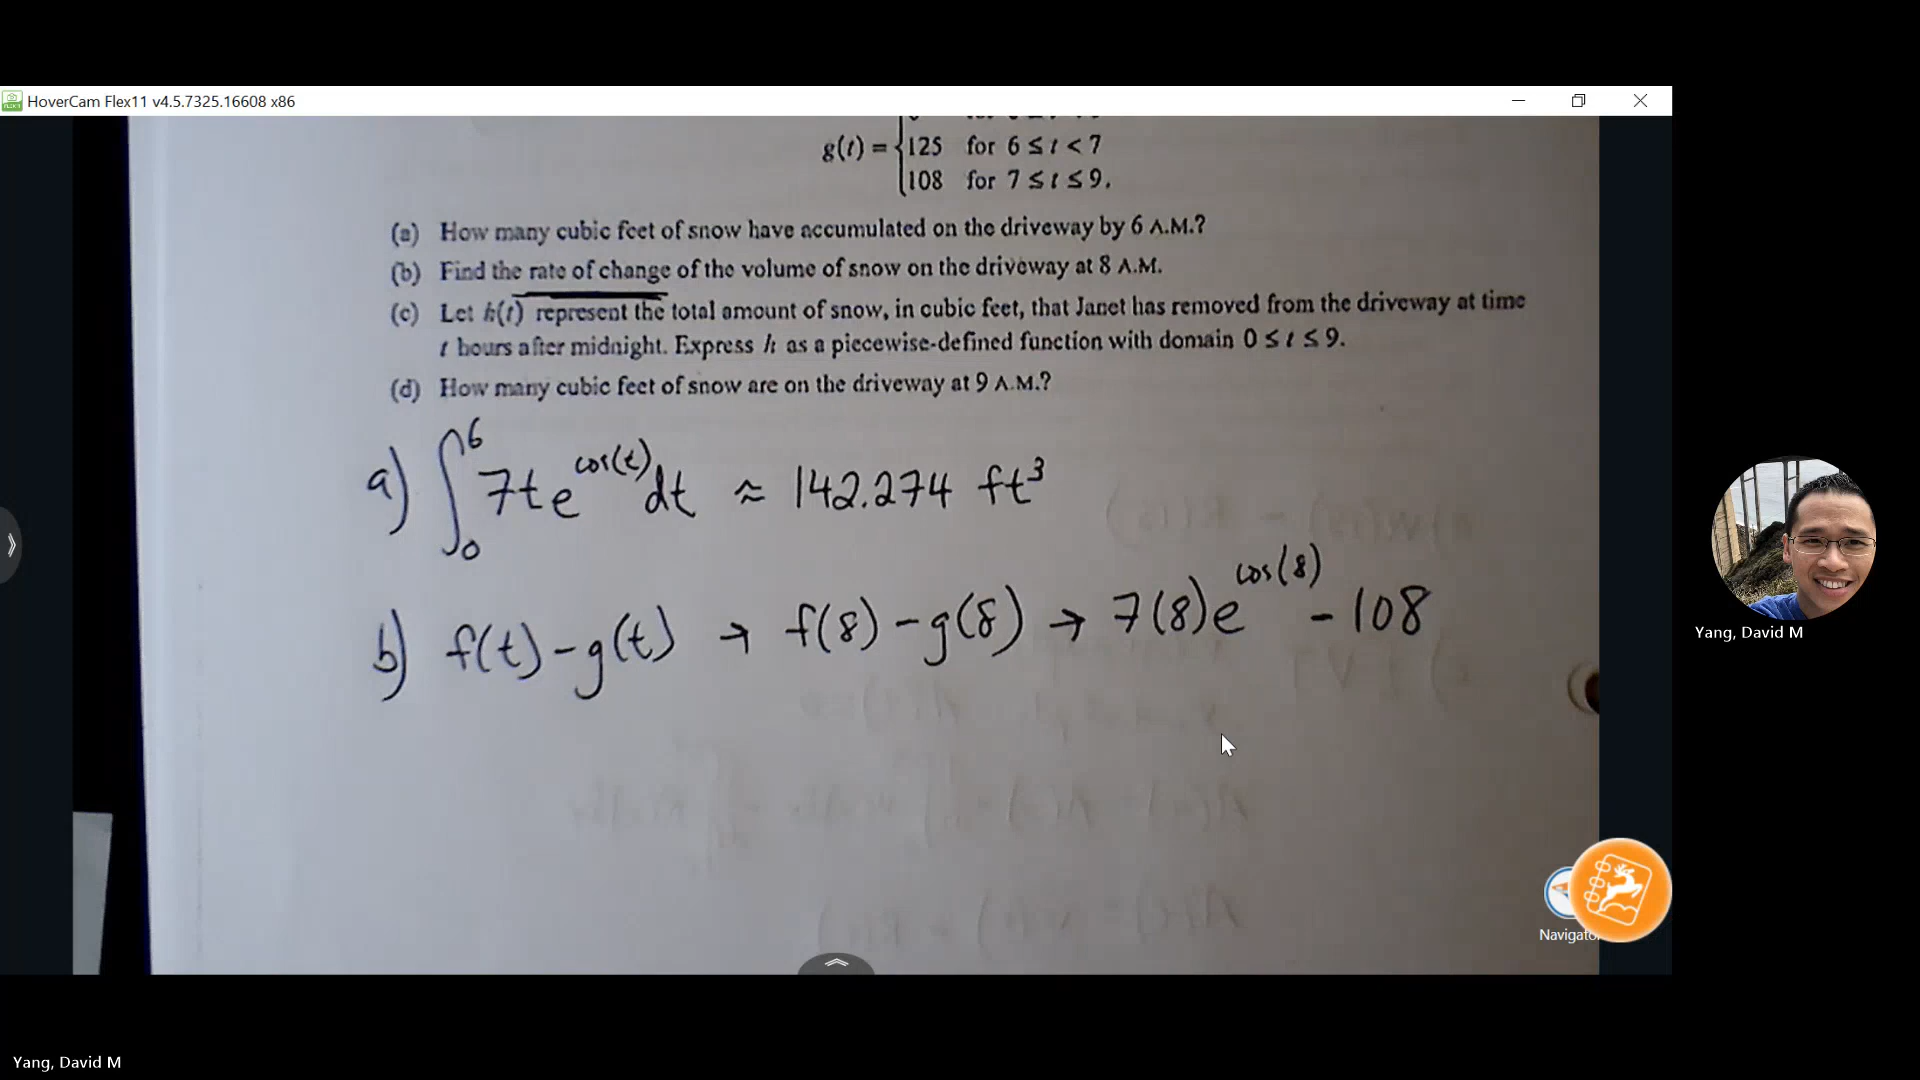 HoverCam Flex11 v4.5.7325.16608 x86
g(t) = 125 for 6 ≤ t < 7
108 for 7 ≤ t ≤ 9.
(a) How many cubic feet of snow have accumulated on the driveway by 6 A.M.?
(b) Find the rate of change of the volume of snow on the driveway at 8 A.M.
(c) Let h(t) represent the total amount of snow, in cubic feet, that Janet has removed from the driveway at time
t hours after midnight. Express h as a piecewise-defined function with domain 0 ≤ t ≤ 9.
(d) How many cubic feet of snow are on the driveway at 9 A.M.?
a) ∫₀⁶ 7te^cos(t) dt ≈ 142.274 ft³
b) f(t) - g(t) → f(8) - g(8) → 7(8)e^cos(8) - 108
Yang, David M
Yang, David M